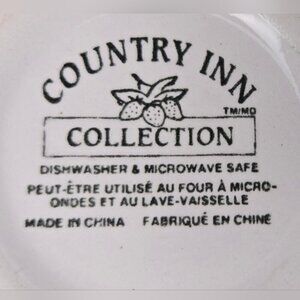 COUNTRY INN
TM/MD
COLLECTION
DISHWASHER & MICROWAVE SAFE
PEUT-ÊTRE UTILISÉ AU FOUR À MICRO-
ONDES ET AU LAVE-VAISSELLE
MADE IN CHINA FABRIQUÉ EN CHINE